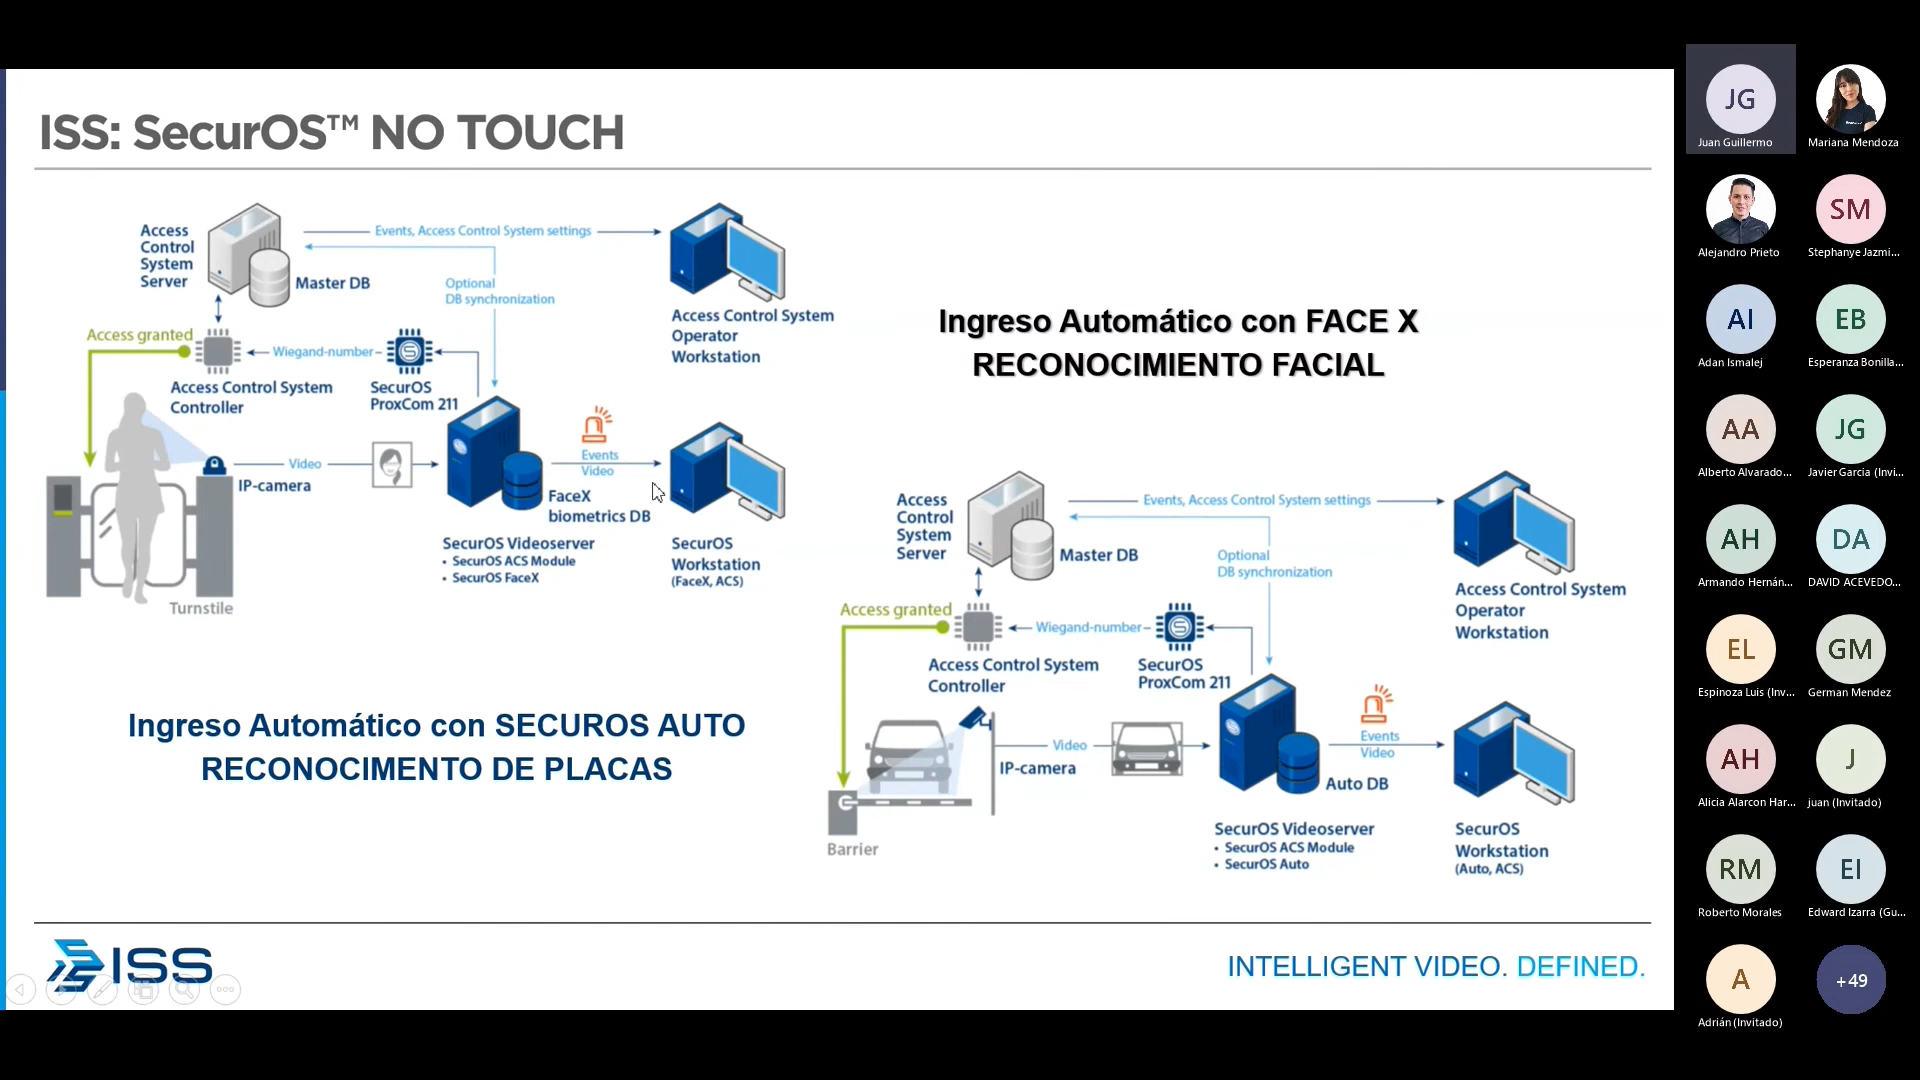 ISS: SecurOS™ NO TOUCH
Access
Control
System
Server
Master DB
Events, Access Control System settings
Optional
DB synchronization
Access Control System
Operator
Workstation
Access granted
Wiegand-number
Access Control System
Controller
SecurOS
ProxCom 211
Video
IP-camera
Turnstile
FaceX
biometrics DB
Events
Video
SecurOS Videoserver
• SecurOS ACS Module
• SecurOS FaceX
SecurOS
Workstation
(FaceX, ACS)
Ingreso Automático con FACE X
RECONOCIMIENTO FACIAL
Ingreso Automático con SECUROS AUTO
RECONOCIMENTO DE PLACAS
Access
Control
System
Server
Master DB
Events, Access Control System settings
Optional
DB synchronization
Access Control System
Operator
Workstation
Access granted
Wiegand-number
Access Control System
Controller
SecurOS
ProxCom 211
Video
IP-camera
Barrier
Auto DB
Events
Video
SecurOS Videoserver
• SecurOS ACS Module
• SecurOS Auto
SecurOS
Workstation
(Auto, ACS)
ISS
INTELLIGENT VIDEO. DEFINED.
JG
Juan Guillermo
Mariana Mendoza
Alejandro Prieto
SM
Stephanye Jazmi...
AI
Adan Ismalej
EB
Esperanza Bonilla...
AA
Alberto Alvarado...
JG
Javier Garcia (Invi...
AH
Armando Hernán...
DA
DAVID ACEVEDO...
EL
Espinoza Luis (Inv...
GM
German Mendez
AH
Alicia Alarcon Har...
J
juan (Invitado)
RM
Roberto Morales
EI
Edward Izarra (Gu...
A
Adrián (Invitado)
+49